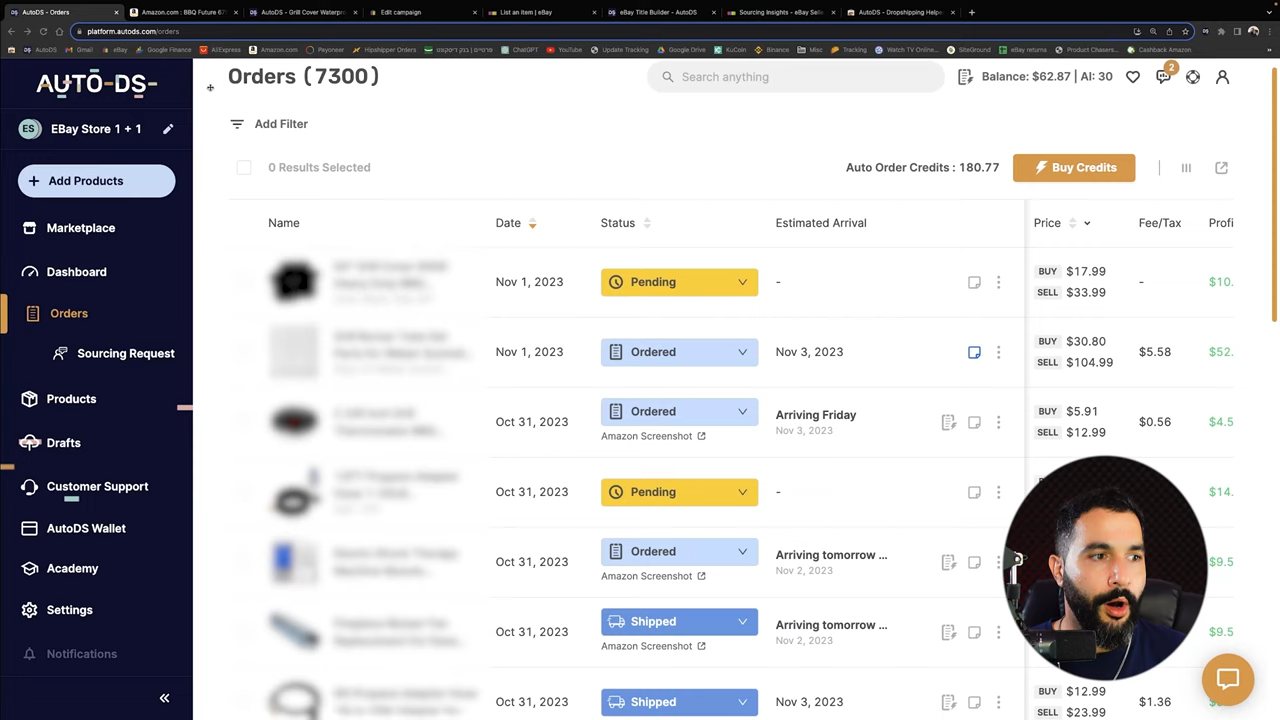 AutoDS - Orders
Amazon.com : BBQ Future 67
AutoDS - Grill Cover Waterpro
Edit campaign
List an item | eBay
eBay Title Builder - AutoDS
Sourcing Insights - eBay Sell
AutoDS - Dropshipping Helpe
platform.autods.com/orders
AutoDS
Gmail
eBay
Google Finance
AliExpress
Amazon.com
Payoneer
Hipshipper Orders
ChatGPT
YouTube
Update Tracking
Google Drive
KuCoin
Binance
Misc
Tracking
Watch TV Online...
SiteGround
eBay returns
Product Chasers...
Cashback Amazon
AUTO-DS-
Orders (7300)
Search anything
Balance: $62.87 | AI: 30
2
ES
EBay Store 1 + 1
Add Filter
0 Results Selected
Auto Order Credits : 180.77
Buy Credits
Add Products
Marketplace
Dashboard
Orders
Sourcing Request
Products
Drafts
Customer Support
AutoDS Wallet
Academy
Settings
Notifications
Name
Date
Status
Estimated Arrival
Price
Fee/Tax
Profi
Nov 1, 2023
Pending
-
BUY $17.99
SELL $33.99
-
$10.
Nov 1, 2023
Ordered
Nov 3, 2023
BUY $30.80
SELL $104.99
$5.58
$52.
Oct 31, 2023
Ordered
Amazon Screenshot
Arriving Friday
Nov 3, 2023
BUY $5.91
SELL $12.99
$0.56
$4.5
Oct 31, 2023
Pending
-
$14.
Oct 31, 2023
Ordered
Amazon Screenshot
Arriving tomorrow ...
Nov 2, 2023
$9.5
Oct 31, 2023
Shipped
Amazon Screenshot
Arriving tomorrow ...
Nov 2, 2023
$9.5
Oct 31, 2023
Shipped
Nov 3, 2023
BUY $12.99
SELL $23.99
$1.36